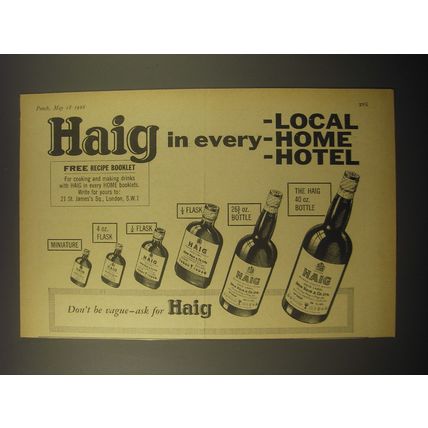 Punch, May 18 1966
Haig in every
-LOCAL
-HOME
-HOTEL
FREE RECIPE BOOKLET
For cooking and making drinks
with HAIG in every HOME booklets.
Write for yours to:
21 St. James's Sq., London, S.W.1
MINIATURE
4 oz.
FLASK
¼ FLASK
½ FLASK
26⅔ oz.
BOTTLE
THE HAIG
40 oz.
BOTTLE
HAIG
HAIG
HAIG
HAIG
HAIG
Don't be vague—ask for Haig